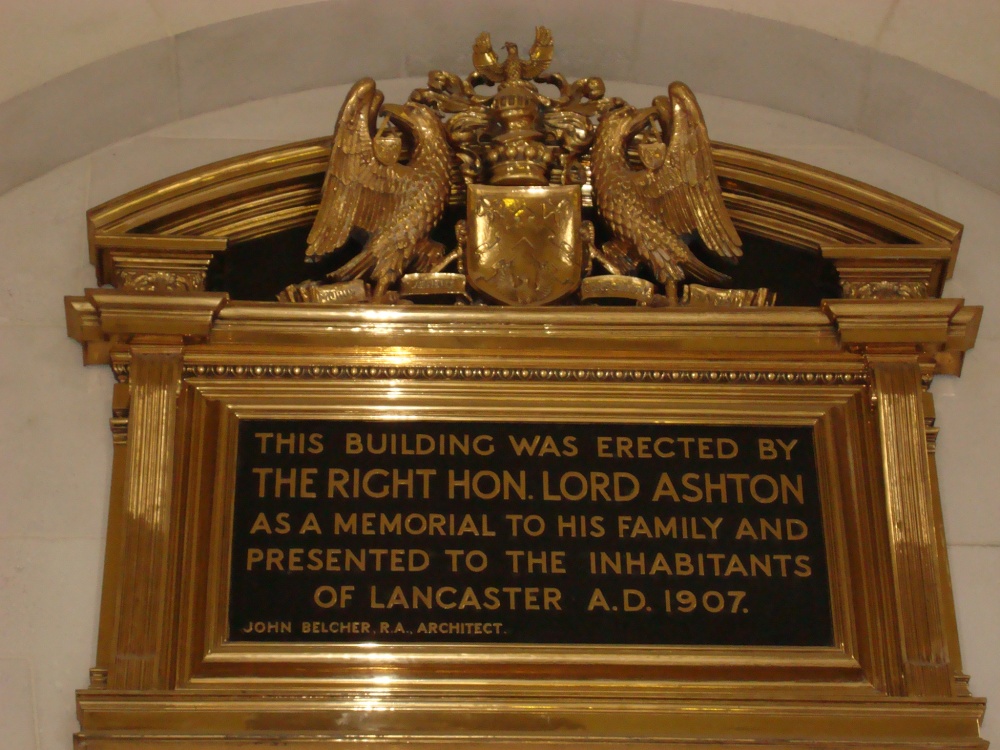 THIS BUILDING WAS ERECTED BY
THE RIGHT HON. LORD ASHTON
AS A MEMORIAL TO HIS FAMILY AND
PRESENTED TO THE INHABITANTS
OF LANCASTER A.D. 1907.
JOHN BELCHER, R.A., ARCHITECT.